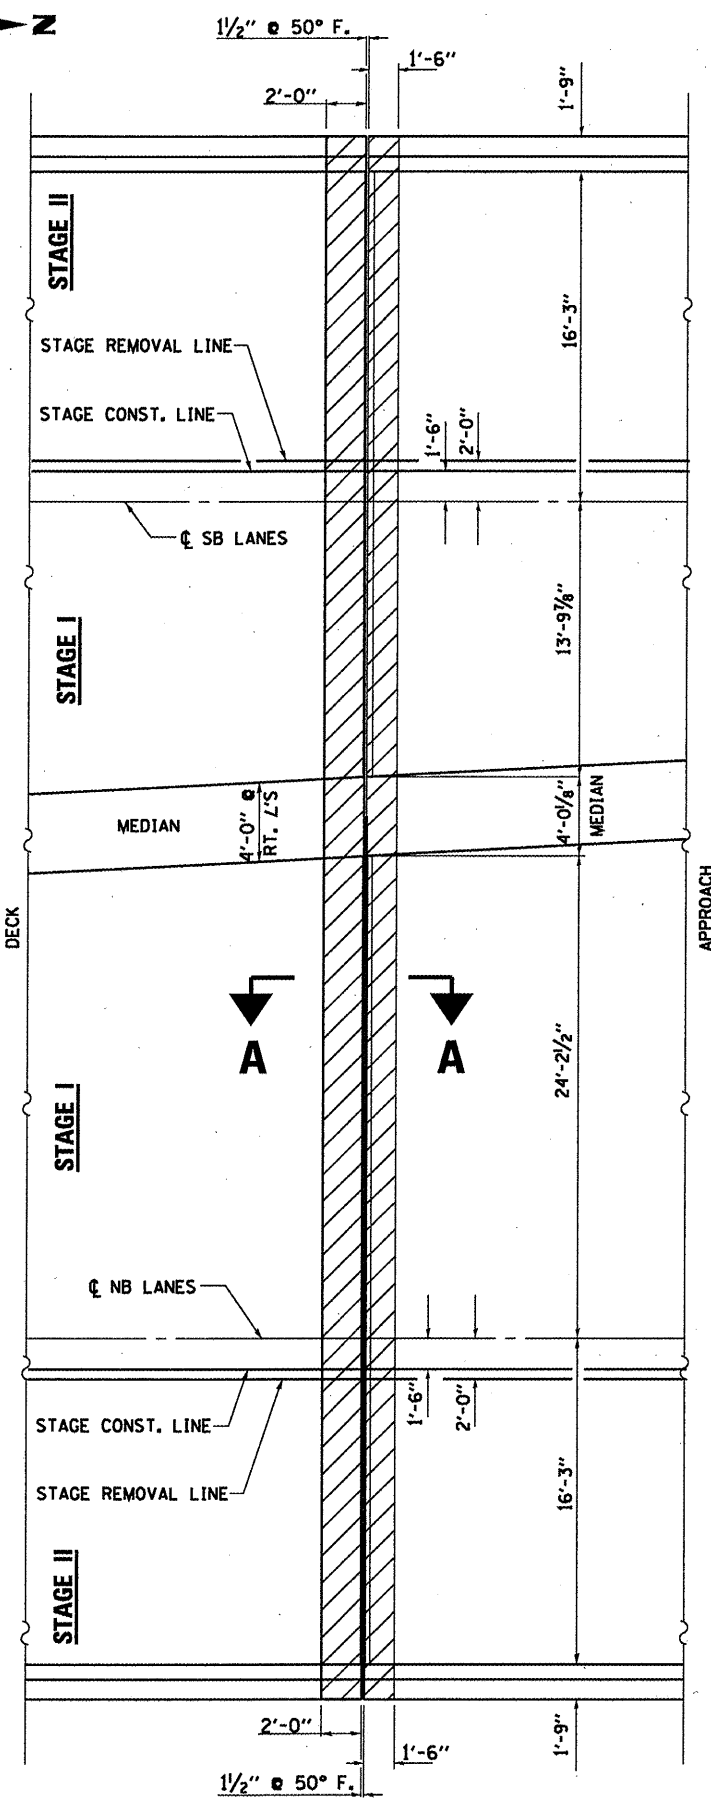 N
1½" @ 50° F.
1'-6"
2'-0"
1'-9"
STAGE II
16'-3"
STAGE REMOVAL LINE
STAGE CONST. LINE
1'-6"
2'-0"
℄ SB LANES
13'-9⅞"
STAGE I
MEDIAN
4'-0" @
RT. ∠'S
4'-0⅛"
MEDIAN
DECK
APPROACH
A
A
24'-2½"
STAGE I
℄ NB LANES
STAGE CONST. LINE
1'-6"
2'-0"
STAGE REMOVAL LINE
16'-3"
STAGE II
2'-0"
1'-6"
1'-9"
1½" @ 50° F.